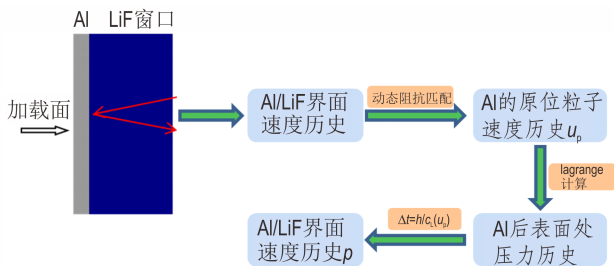 Al LiF窗口
加载面
Al/LiF界面
速度历史
动态阻抗匹配
Al的原位粒子
速度历史uₚ
lagrange
计算
Al后表面处
压力历史
Δt=h/c_L(uₚ)
Al/LiF界面
速度历史p